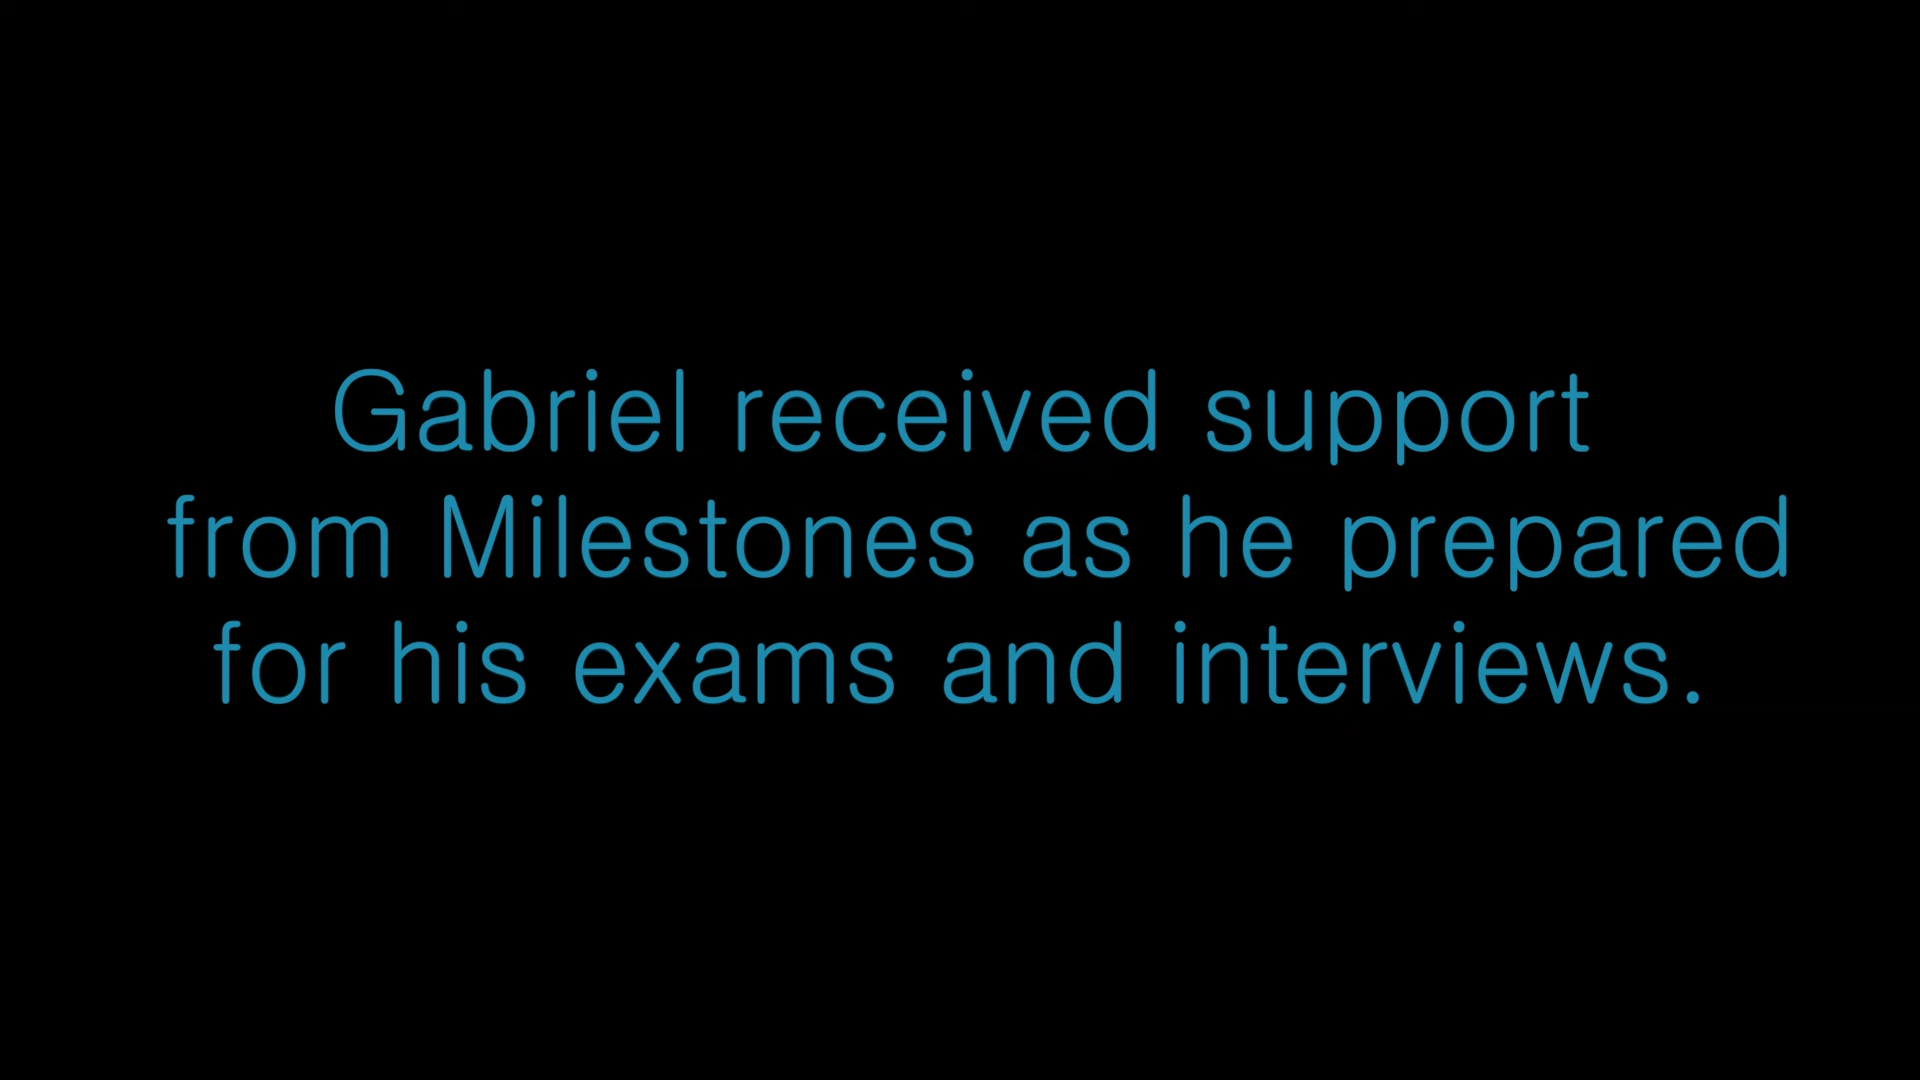 Gabriel received support
from Milestones as he prepared
for his exams and interviews.